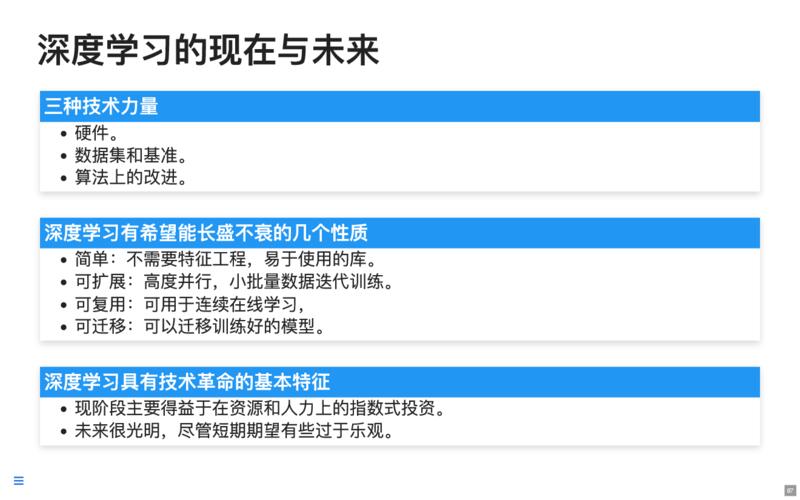 深度学习的现在与未来
三种技术力量
• 硬件。
• 数据集和基准。
• 算法上的改进。
深度学习有希望能长盛不衰的几个性质
• 简单：不需要特征工程，易于使用的库。
• 可扩展：高度并行，小批量数据迭代训练。
• 可复用：可用于连续在线学习，
• 可迁移：可以迁移训练好的模型。
深度学习具有技术革命的基本特征
• 现阶段主要得益于在资源和人力上的指数式投资。
• 未来很光明，尽管短期期望有些过于乐观。
87